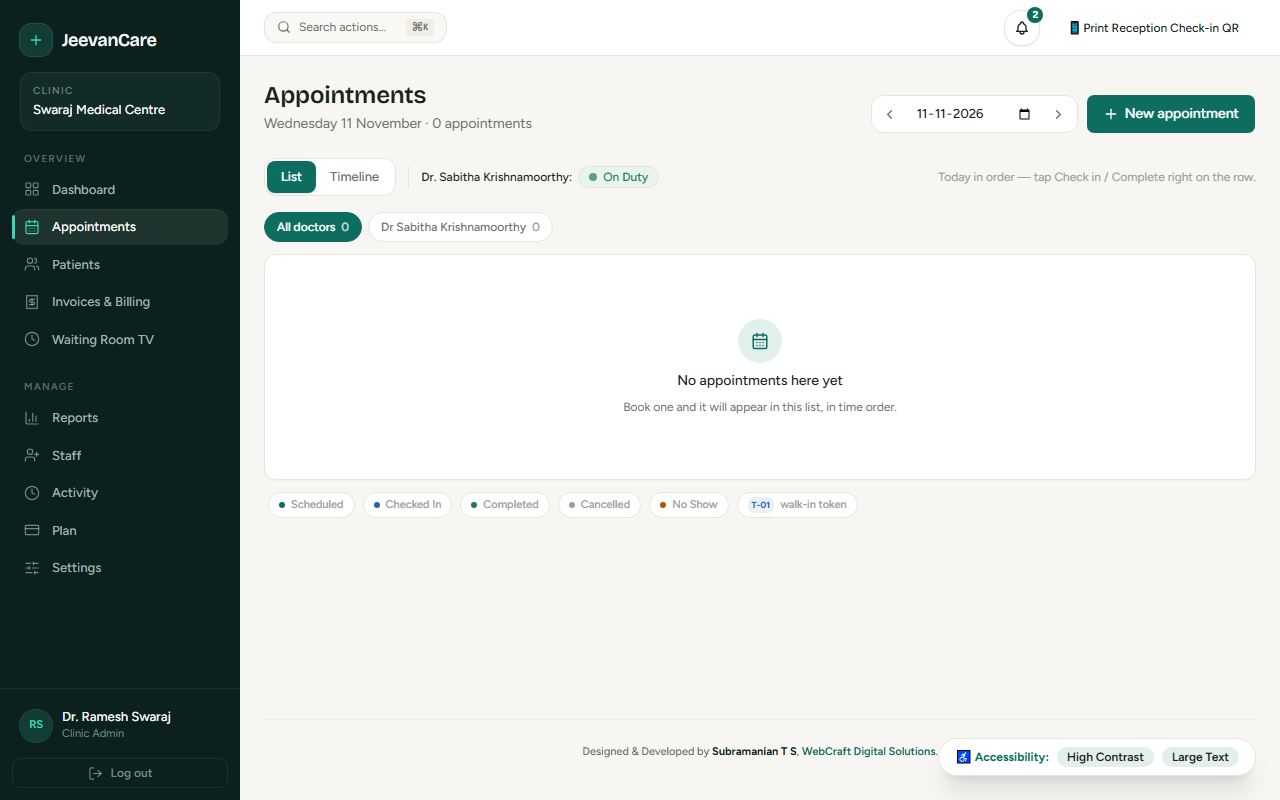 JeevanCare
CLINIC
Swaraj Medical Centre
OVERVIEW
Dashboard
Appointments
Patients
Invoices & Billing
Waiting Room TV
MANAGE
Reports
Staff
Activity
Plan
Settings
RS
Dr. Ramesh Swaraj
Clinic Admin
Log out
Search actions... ⌘K
2
Print Reception Check-in QR
Appointments
Wednesday 11 November · 0 appointments
11-11-2026
+ New appointment
List Timeline Dr. Sabitha Krishnamoorthy: On Duty
Today in order — tap Check in / Complete right on the row.
All doctors 0 Dr Sabitha Krishnamoorthy 0
No appointments here yet
Book one and it will appear in this list, in time order.
Scheduled Checked In Completed Cancelled No Show T-01 walk-in token
Designed & Developed by Subramanian T S, WebCraft Digital Solutions.
Accessibility: High Contrast Large Text